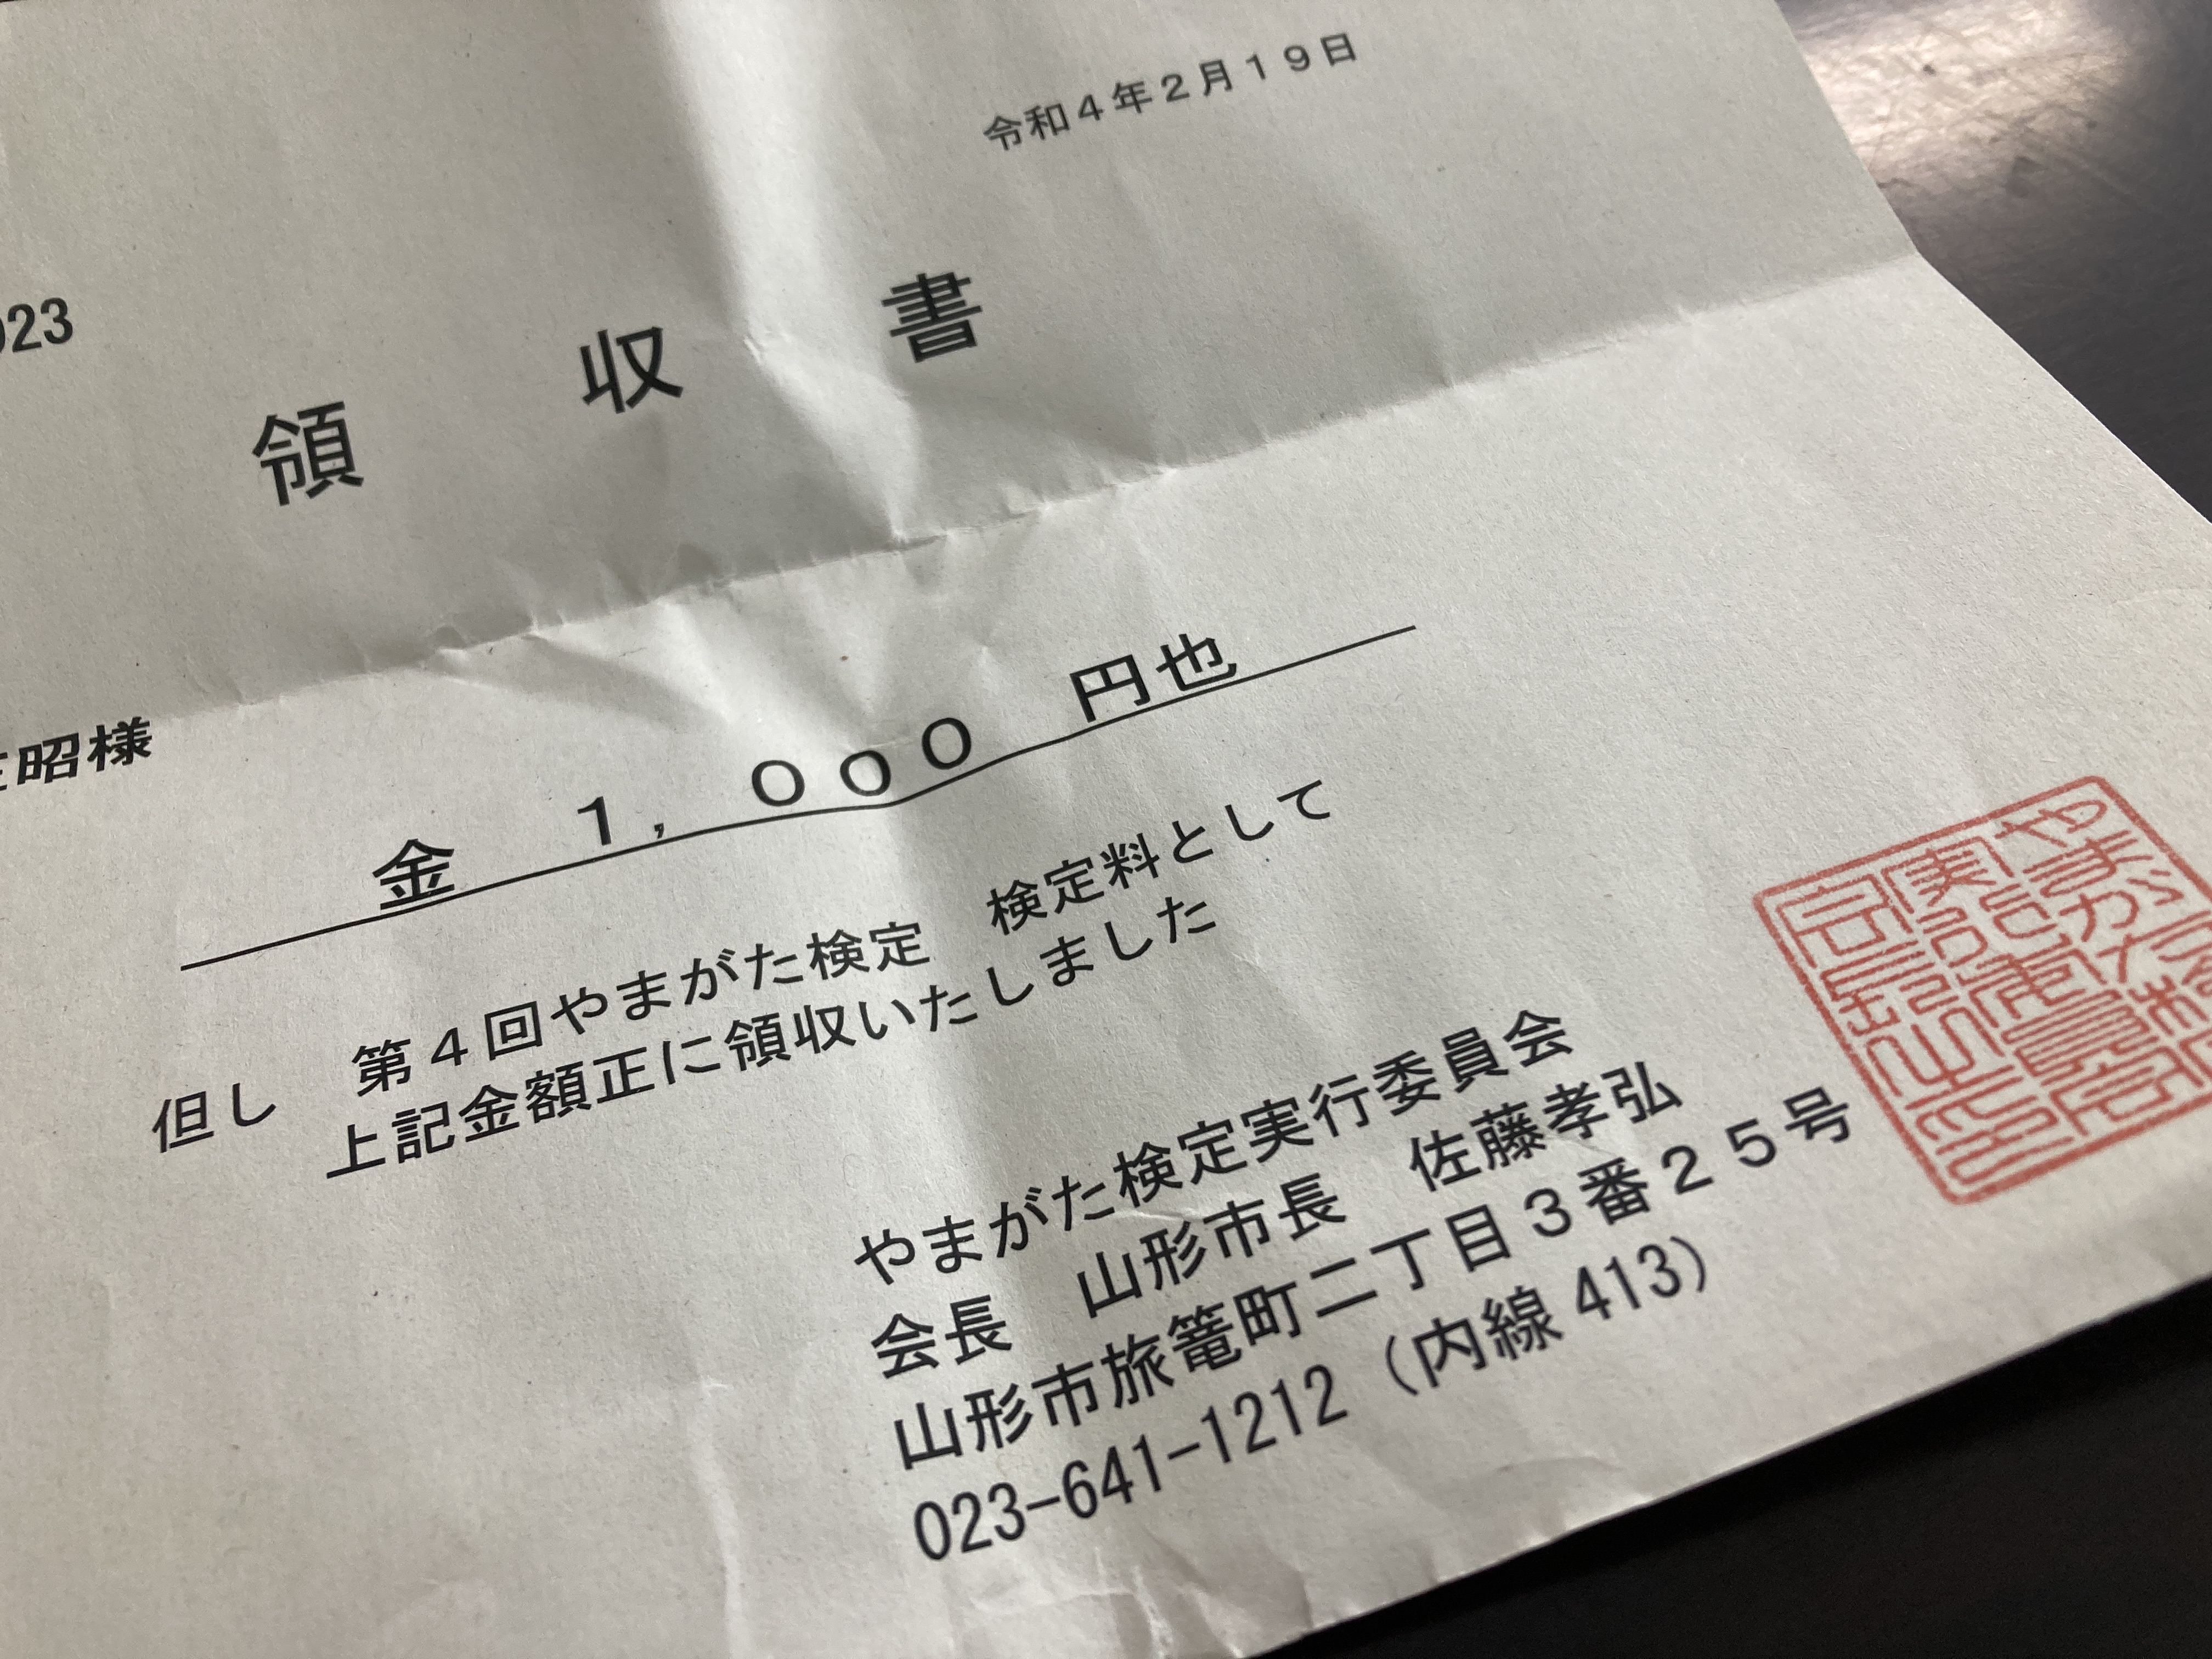 令和４年２月１９日
023
領　収　書
昭様
金　１，０００　円也
但し　第４回やまがた検定　検定料として
上記金額正に領収いたしました
やまがた検定実行委員会
会長　山形市長　佐藤孝弘
山形市旅篭町二丁目３番２５号
023-641-1212（内線 413）